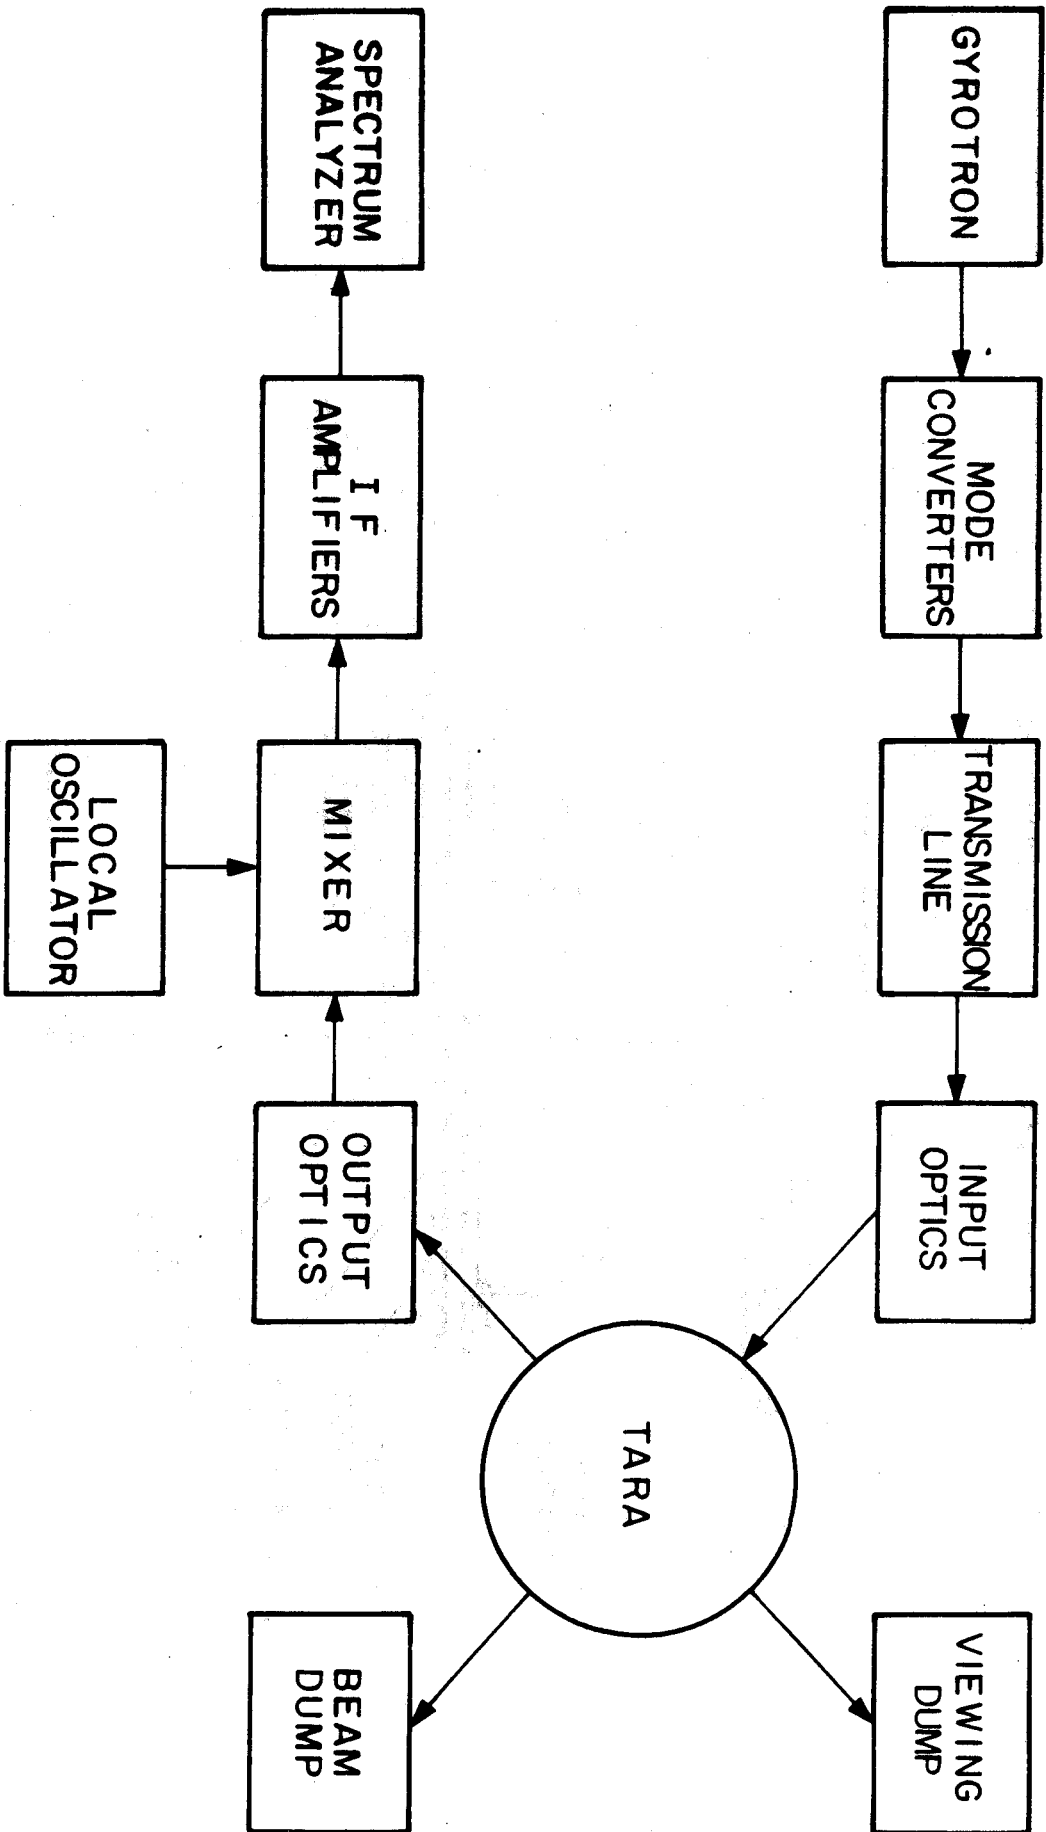 GYROTRON
MODE
CONVERTERS
TRANSMISSION
LINE
INPUT
OPTICS
VIEWING
DUMP
TARA
SPECTRUM
ANALYZER
I F
AMPLIFIERS
MIXER
OUTPUT
OPTICS
BEAM
DUMP
LOCAL
OSCILLATOR